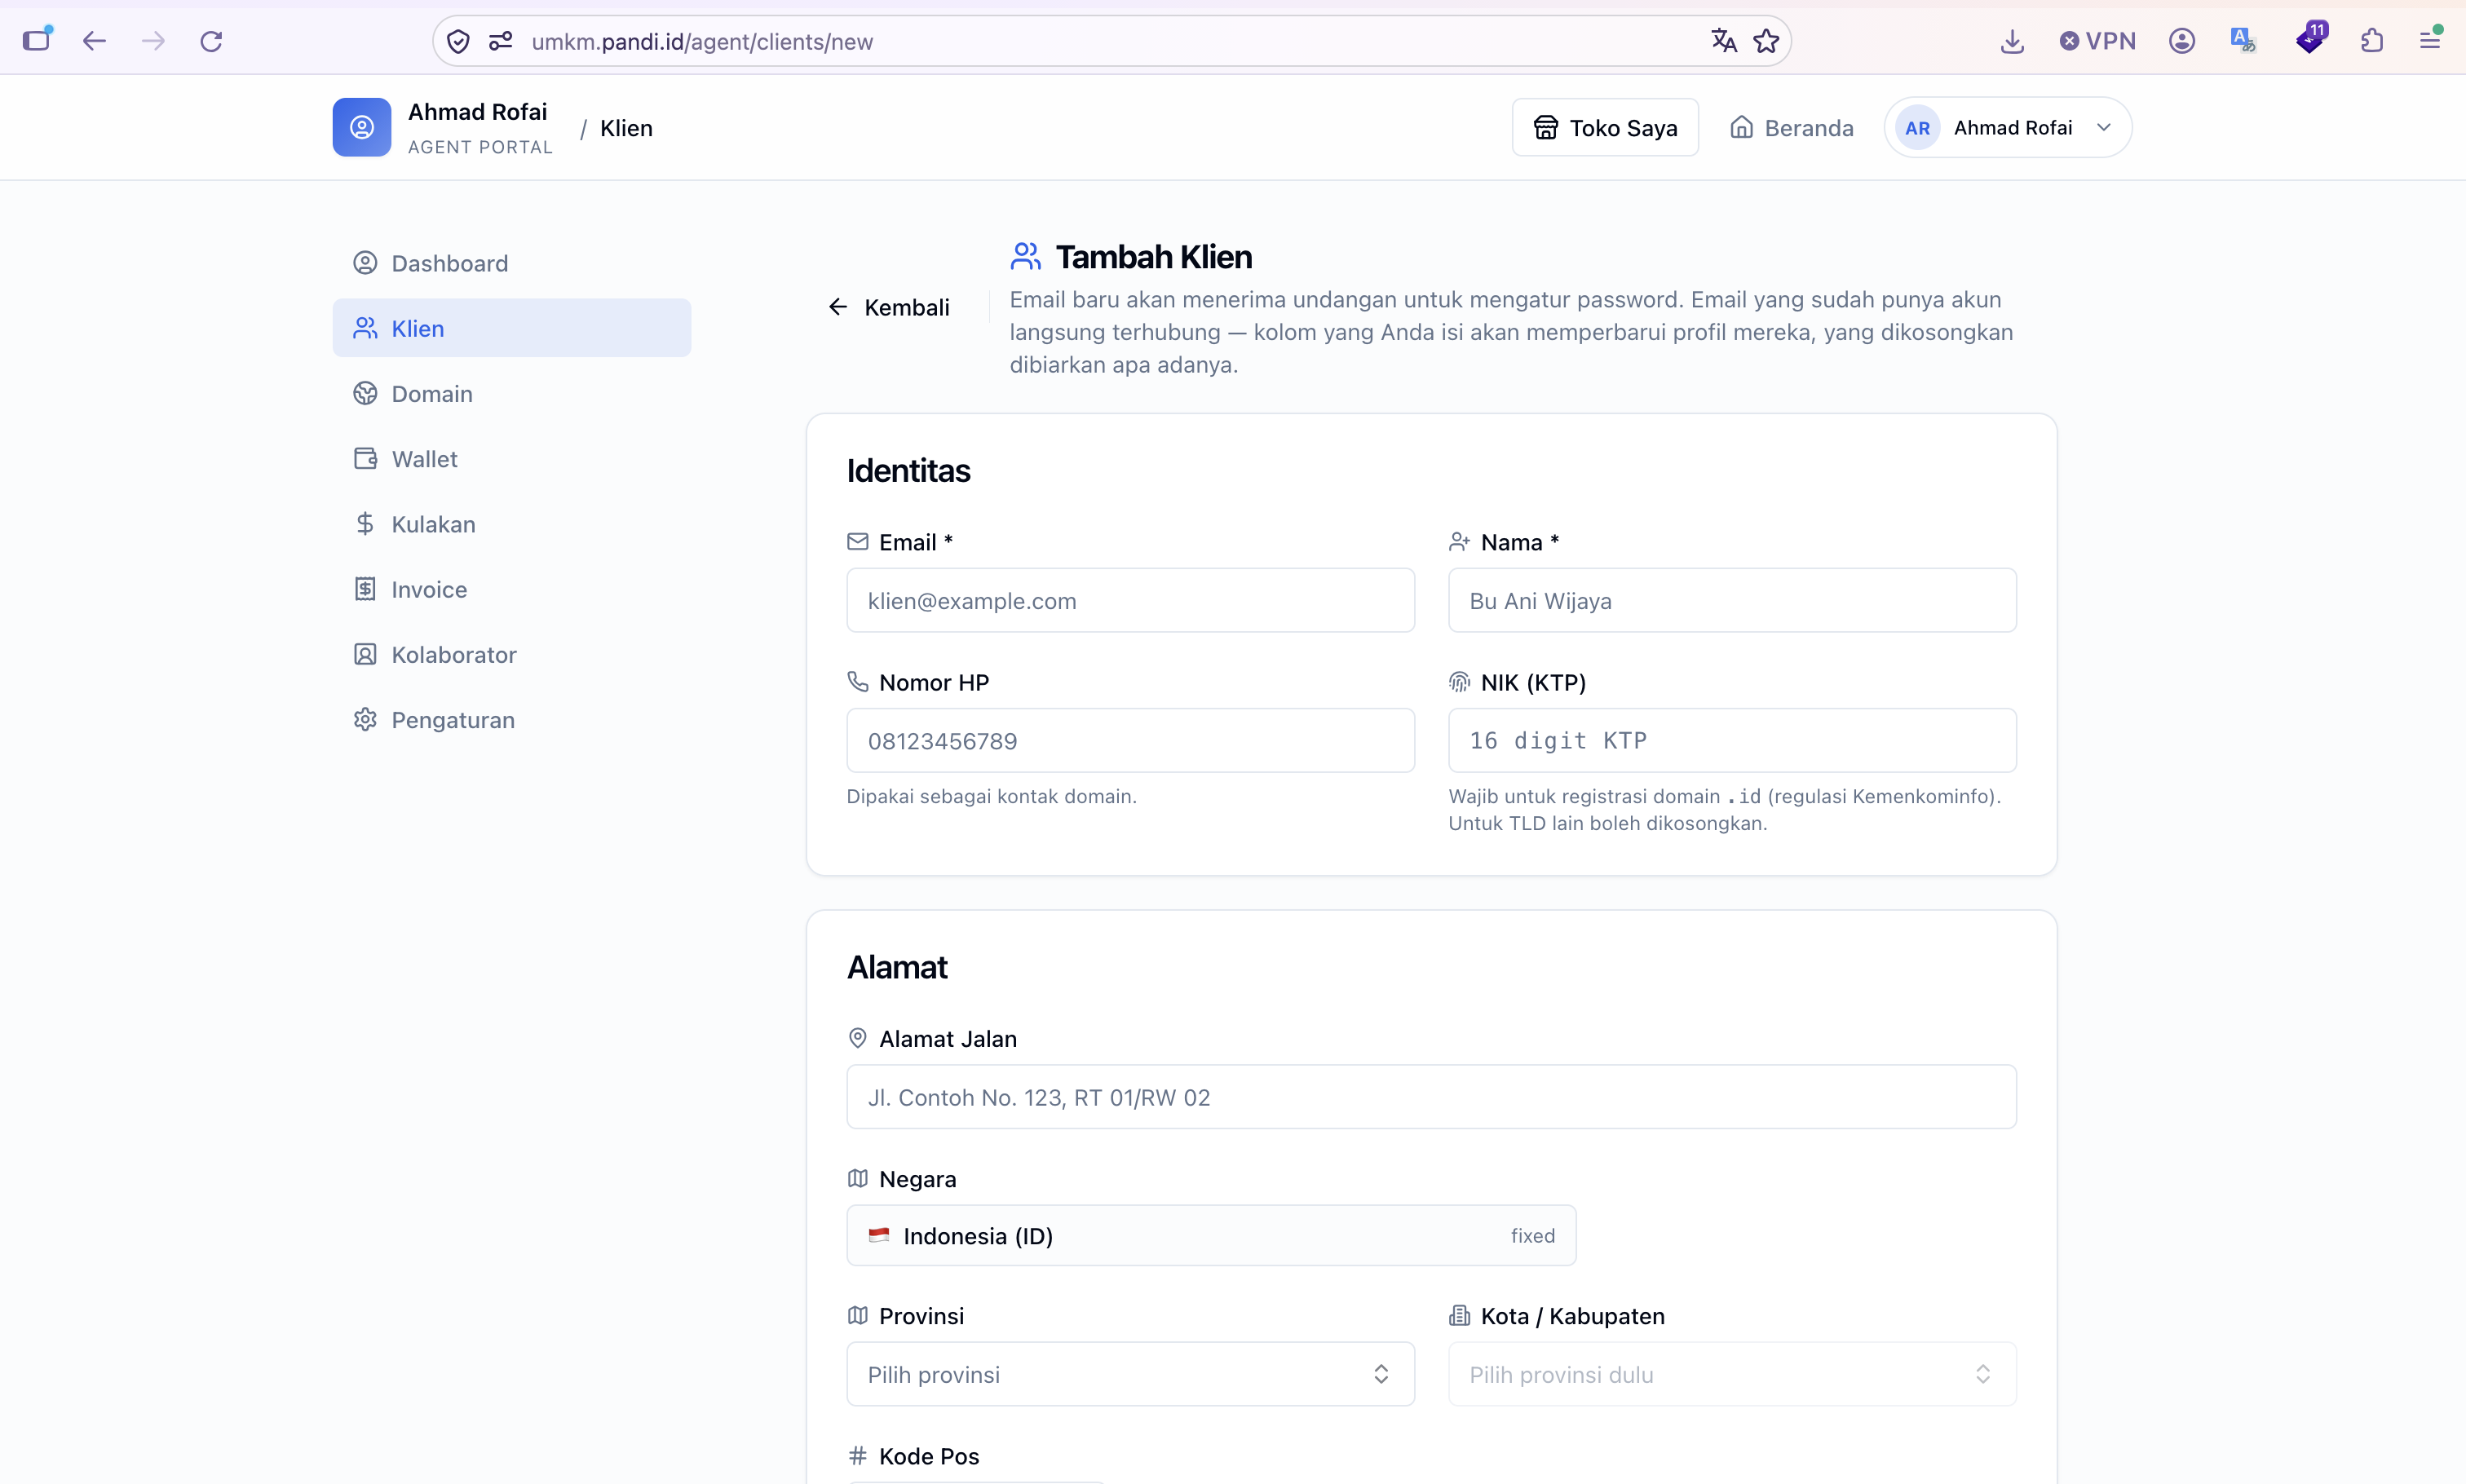 umkm.pandi.id/agent/clients/new
VPN
11
Ahmad Rofai
AGENT PORTAL
/ Klien
Toko Saya
Beranda
AR
Ahmad Rofai
Dashboard
Klien
Domain
Wallet
Kulakan
Invoice
Kolaborator
Pengaturan
Kembali
Tambah Klien
Email baru akan menerima undangan untuk mengatur password. Email yang sudah punya akun
langsung terhubung — kolom yang Anda isi akan memperbarui profil mereka, yang dikosongkan
dibiarkan apa adanya.
Identitas
Email *
klien@example.com
Nama *
Bu Ani Wijaya
Nomor HP
08123456789
Dipakai sebagai kontak domain.
NIK (KTP)
16 digit KTP
Wajib untuk registrasi domain .id (regulasi Kemenkominfo).
Untuk TLD lain boleh dikosongkan.
Alamat
Alamat Jalan
Jl. Contoh No. 123, RT 01/RW 02
Negara
Indonesia (ID)
fixed
Provinsi
Pilih provinsi
Kota / Kabupaten
Pilih provinsi dulu
# Kode Pos